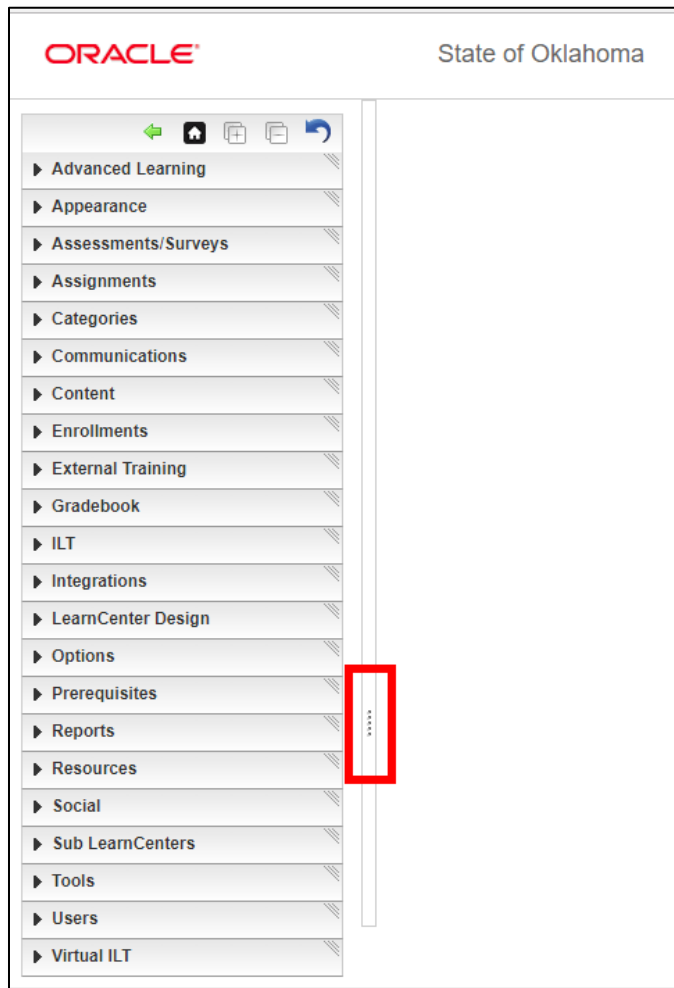 ORACLE®
State of Oklahoma
Advanced Learning
Appearance
Assessments/Surveys
Assignments
Categories
Communications
Content
Enrollments
External Training
Gradebook
ILT
Integrations
LearnCenter Design
Options
Prerequisites
Reports
Resources
Social
Sub LearnCenters
Tools
Users
Virtual ILT